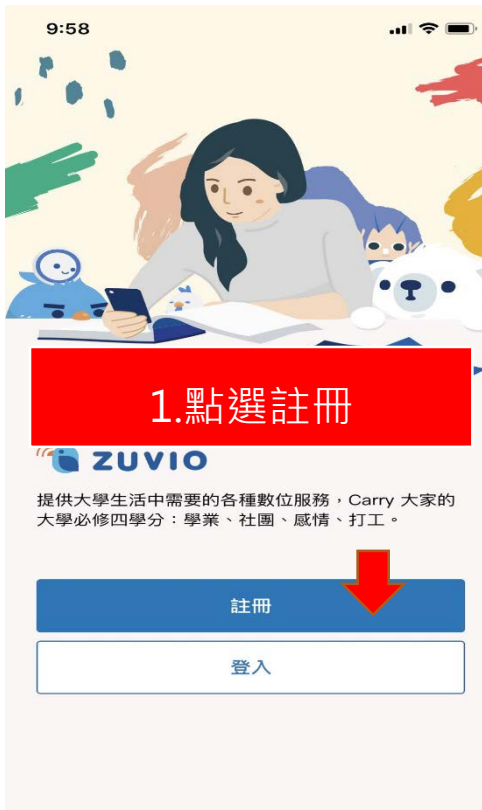 9:58
1.點選註冊
ZUVIO
提供大學生活中需要的各種數位服務，Carry 大家的
大學必修四學分：學業、社團、感情、打工。
註冊
登入